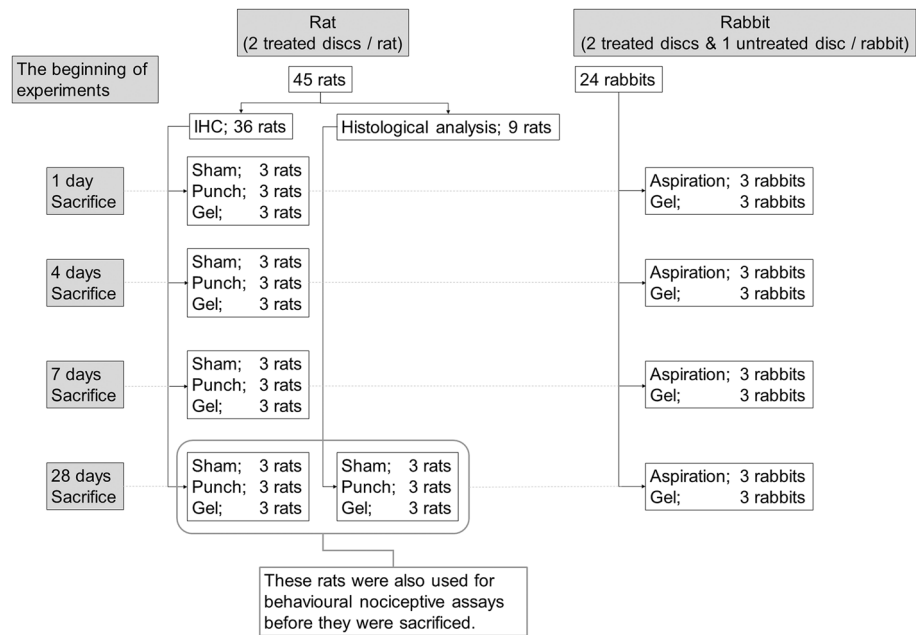 Rat
(2 treated discs / rat)
Rabbit
(2 treated discs & 1 untreated disc / rabbit)
The beginning of
experiments
45 rats
24 rabbits
IHC; 36 rats
Histological analysis; 9 rats
1 day
Sacrifice
Sham; 3 rats
Punch; 3 rats
Gel; 3 rats
Aspiration; 3 rabbits
Gel; 3 rabbits
4 days
Sacrifice
Sham; 3 rats
Punch; 3 rats
Gel; 3 rats
Aspiration; 3 rabbits
Gel; 3 rabbits
7 days
Sacrifice
Sham; 3 rats
Punch; 3 rats
Gel; 3 rats
Aspiration; 3 rabbits
Gel; 3 rabbits
28 days
Sacrifice
Sham; 3 rats
Punch; 3 rats
Gel; 3 rats
Sham; 3 rats
Punch; 3 rats
Gel; 3 rats
Aspiration; 3 rabbits
Gel; 3 rabbits
These rats were also used for
behavioural nociceptive assays
before they were sacrificed.